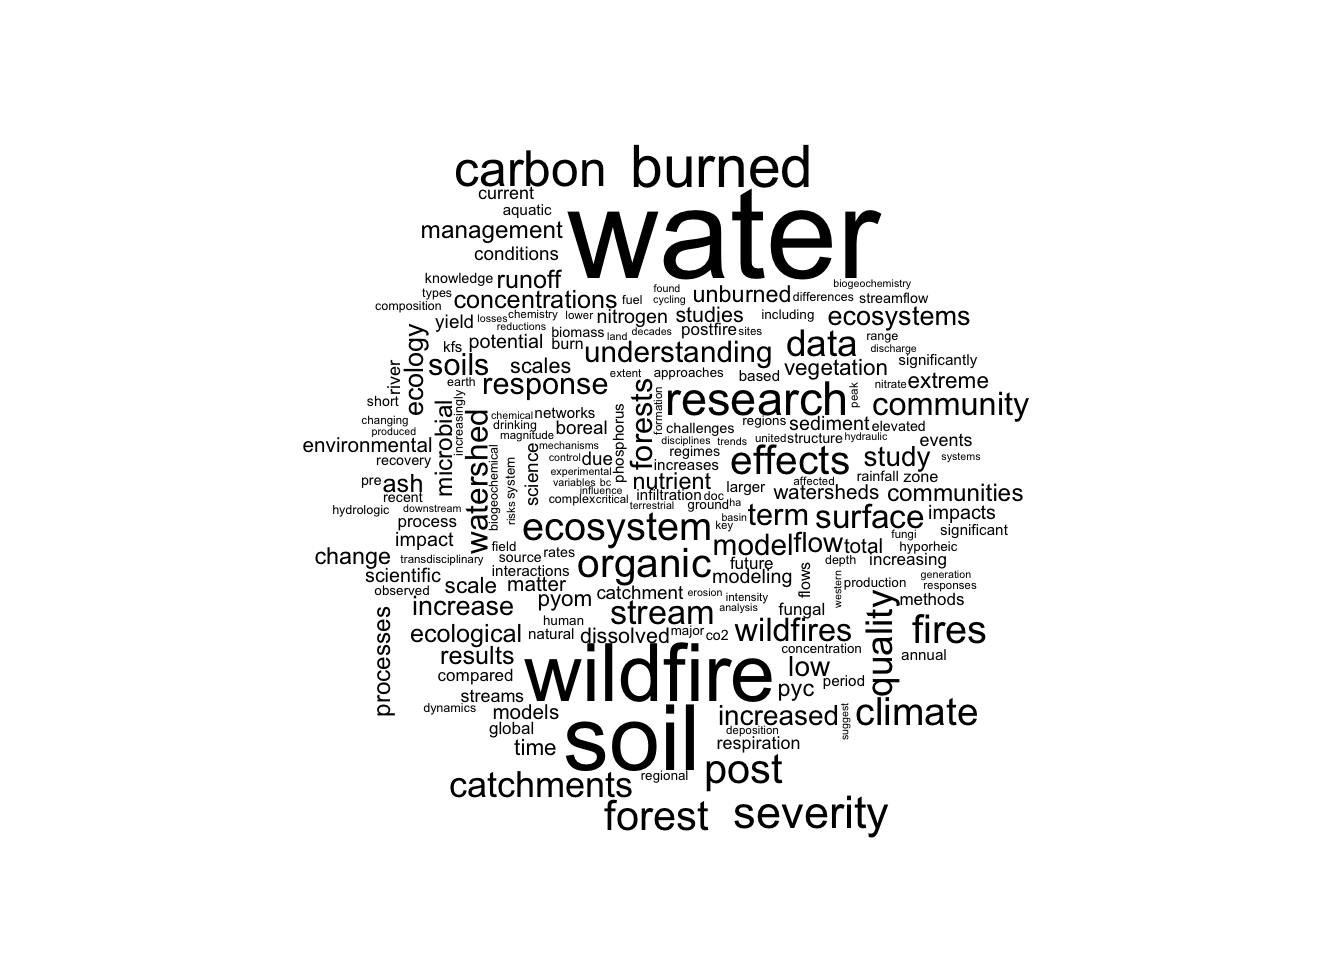 carbon burned
current
aquatic
water
management
conditions
knowledge runoff
found
biogeochemistry
types
concentrations fuel cycling unburned differences streamflow
composition
losses chemistry lower nitrogen studies including ecosystems
yield reductions
biomass land decades postfire sites
kfs potential burn understanding data range
discharge
ecology
river
soils scales extent approaches based vegetation significantly
earth response forests research peak nitrate extreme
short
increasingly
formation
community
changing
produced
microbial
watershed
chemical networks
drinking
magnitude boreal
phosphorus
challenges regions sediment elevated
environmental
mechanisms
disciplines trends united structure hydraulic events
recovery
biogeochemical
system
risks
science
control due
regimes
increases effects study systems
pre ash
recent
experimental
variables bc
influence
nutrient larger affected rainfall zone
complex critical infiltration doc watersheds communities
hydrologic downstream
terrestrial ground ha
process
basin
key
term surface impacts
significant
ecosystem
impact
field
model flow total fungi
hyporheic
change transdisciplinary source rates organic future depth increasing
scientific interactions modeling flows western production generation
responses
observed scale matter catchment erosion intensity
analysis
methods
processes
increase pyom stream fungal quality fires
human
ecological natural dissolved major co2 wildfires
concentration
annual
results wildfire low
compared pyc period
streams
dynamics models increased suggest climate
global soil deposition
time respiration
catchments regional post
forest severity